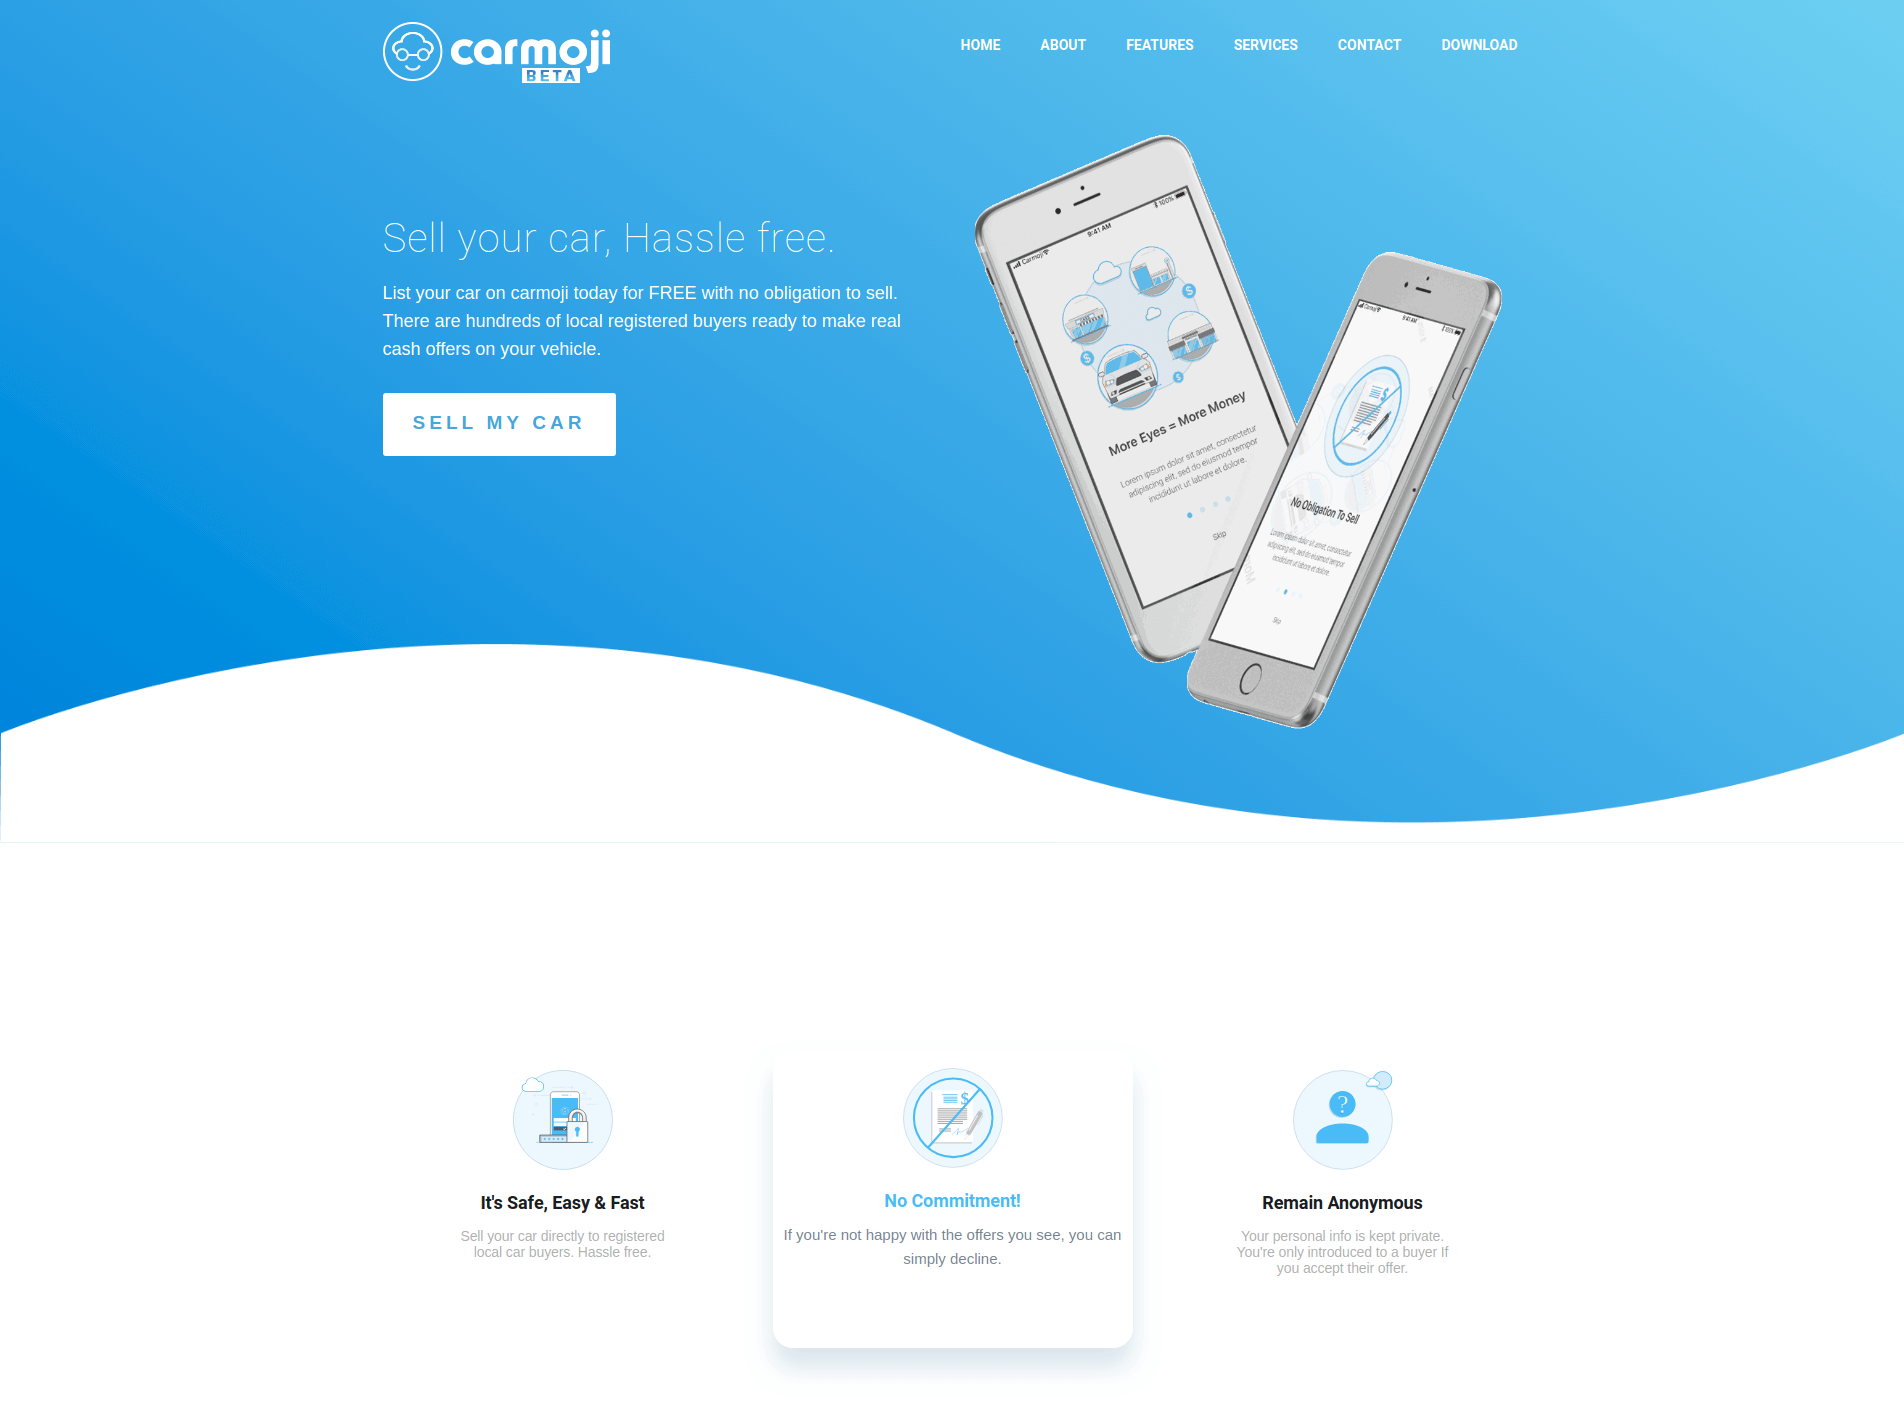 carmoji
BETA
HOME
ABOUT
FEATURES
SERVICES
CONTACT
DOWNLOAD
Sell your car, Hassle free.
List your car on carmoji today for FREE with no obligation to sell.
There are hundreds of local registered buyers ready to make real
cash offers on your vehicle.
SELL MY CAR
Carmoji
9:41 AM
100%
More Eyes = More Money
Lorem ipsum dolor sit amet, consectetur
adipiscing elit, sed do eiusmod tempor
incididunt ut labore et dolore.
Skip
Carmoji
9:41 AM
100%
No Obligation To Sell
Lorem ipsum dolor sit amet, consectetur
adipiscing elit, sed do eiusmod tempor
incididunt ut labore et dolore.
Skip
It's Safe, Easy & Fast
Sell your car directly to registered
local car buyers. Hassle free.
No Commitment!
If you're not happy with the offers you see, you can
simply decline.
Remain Anonymous
Your personal info is kept private.
You're only introduced to a buyer If
you accept their offer.